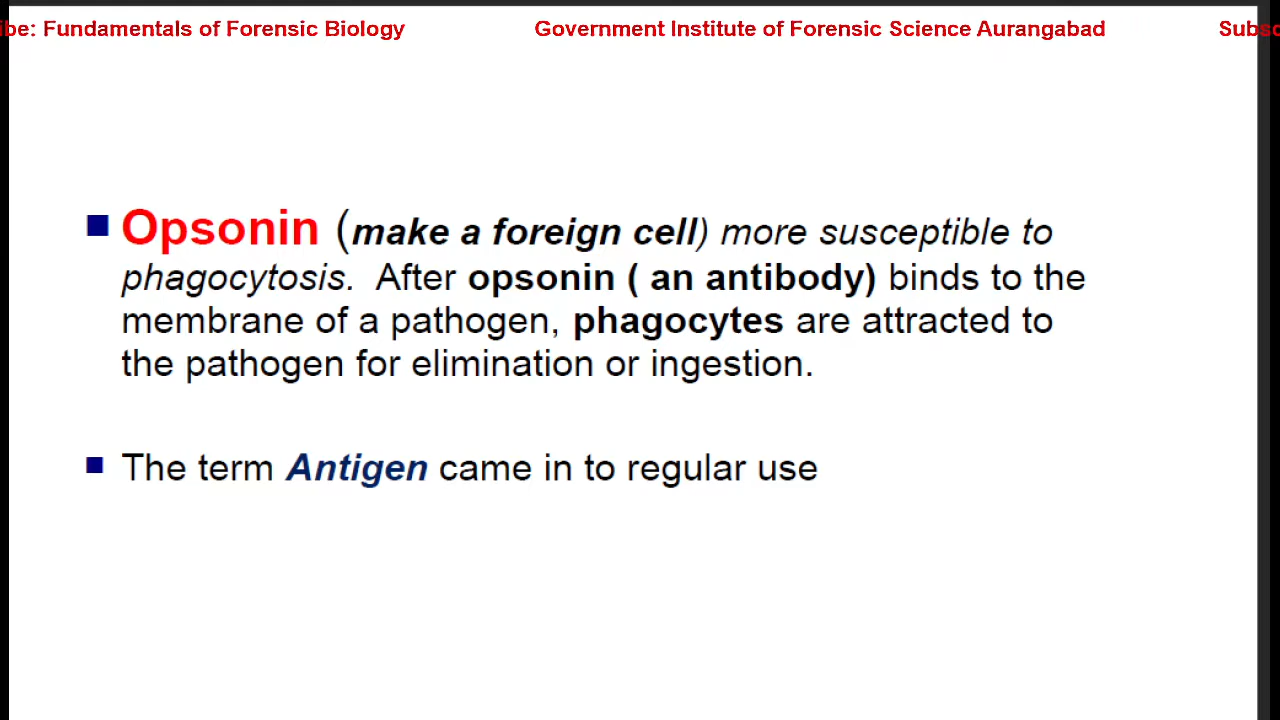 ibe: Fundamentals of Forensic Biology Government Institute of Forensic Science Aurangabad Subsc
Opsonin (make a foreign cell) more susceptible to
phagocytosis. After opsonin ( an antibody) binds to the
membrane of a pathogen, phagocytes are attracted to
the pathogen for elimination or ingestion.
The term Antigen came in to regular use